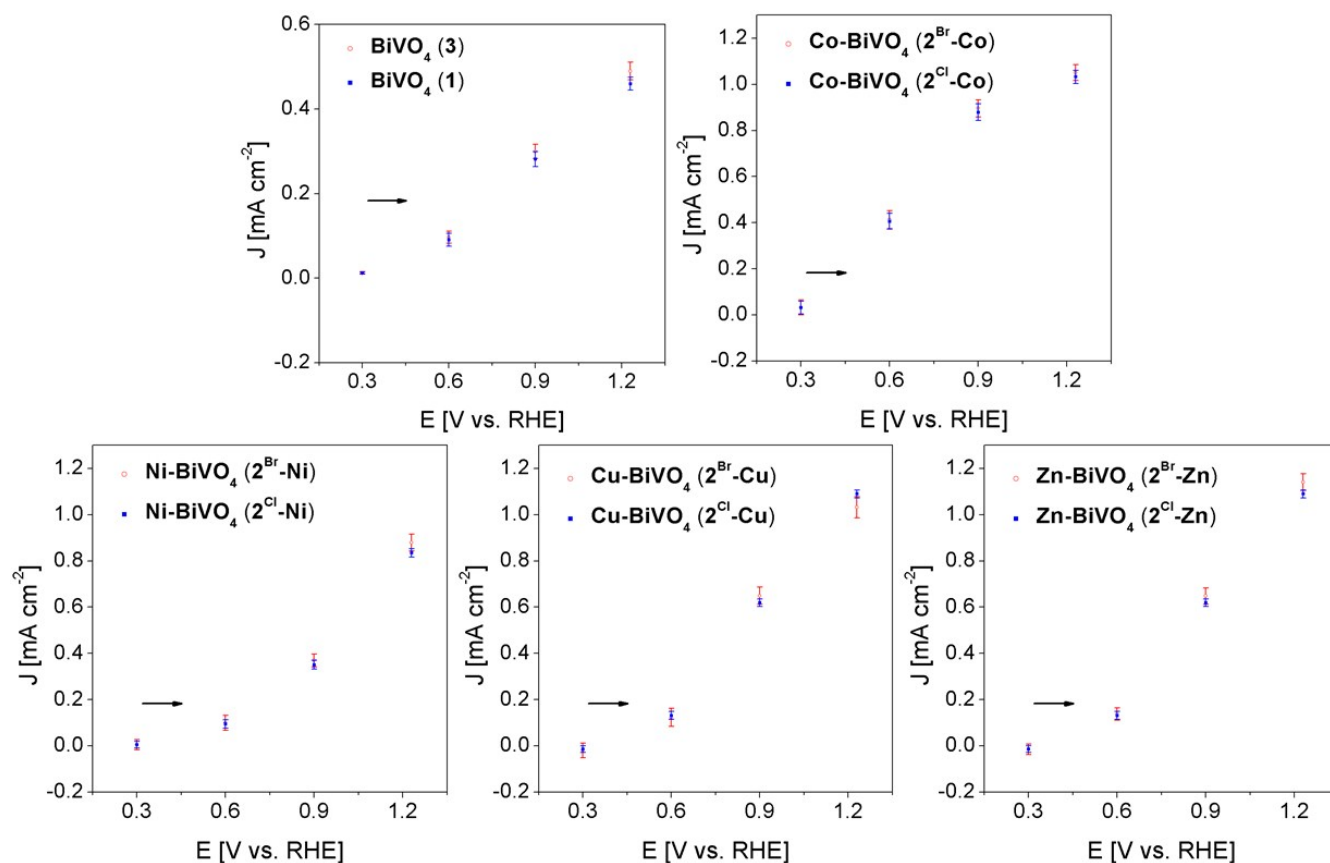 BiVO₄ (3)
BiVO₄ (1)
0.6
0.4
0.2
0.0
-0.2
J [mA cm⁻²]
0.3 0.6 0.9 1.2
E [V vs. RHE]
Co-BiVO₄ (2ᴮʳ-Co)
Co-BiVO₄ (2ᶜˡ-Co)
1.2
1.0
0.8
0.6
0.4
0.2
0.0
-0.2
J [mA cm⁻²]
0.3 0.6 0.9 1.2
E [V vs. RHE]
Ni-BiVO₄ (2ᴮʳ-Ni)
Ni-BiVO₄ (2ᶜˡ-Ni)
1.2
1.0
0.8
0.6
0.4
0.2
0.0
-0.2
J [mA cm⁻²]
0.3 0.6 0.9 1.2
E [V vs. RHE]
Cu-BiVO₄ (2ᴮʳ-Cu)
Cu-BiVO₄ (2ᶜˡ-Cu)
1.2
1.0
0.8
0.6
0.4
0.2
0.0
-0.2
J [mA cm⁻²]
0.3 0.6 0.9 1.2
E [V vs. RHE]
Zn-BiVO₄ (2ᴮʳ-Zn)
Zn-BiVO₄ (2ᶜˡ-Zn)
1.2
1.0
0.8
0.6
0.4
0.2
0.0
-0.2
J [mA cm⁻²]
0.3 0.6 0.9 1.2
E [V vs. RHE]